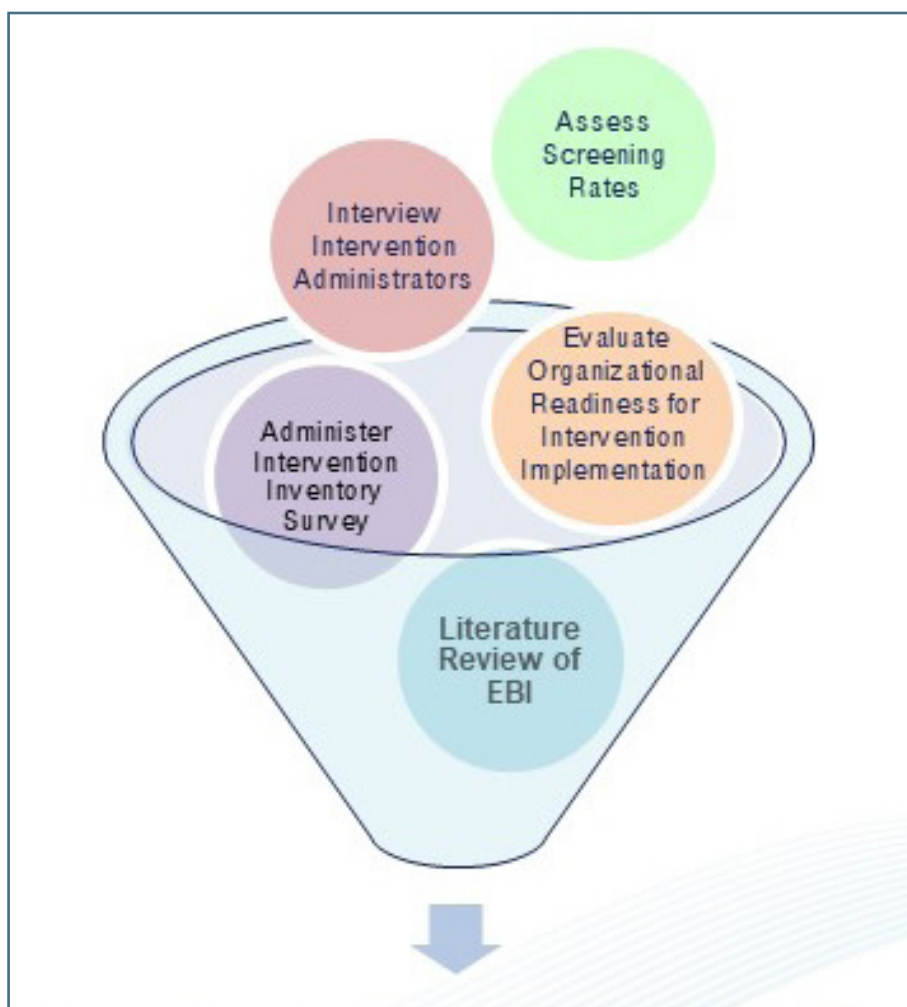 Assess
Screening
Rates
Interview
Intervention
Administrators
Evaluate
Organizational
Readiness for
Intervention
Implementation
Administer
Intervention
Inventory
Survey
Literature
Review of
EBI